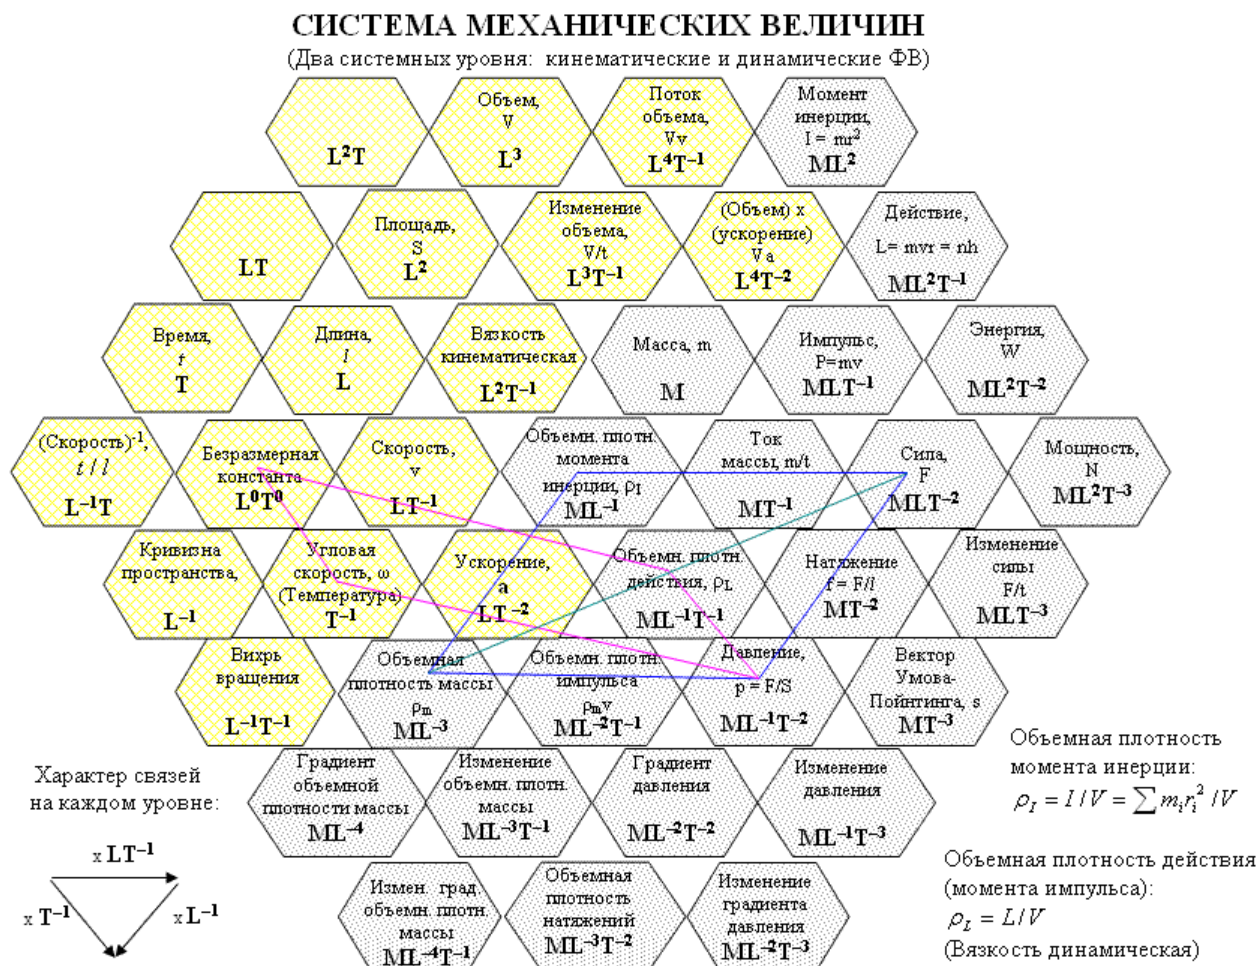 СИСТЕМА МЕХАНИЧЕСКИХ ВЕЛИЧИН
(Два системных уровня: кинематические и динамические ФВ)
L²T
Объем,
V
L³
Поток
объема,
Vv
L⁴T⁻¹
Момент
инерции,
I = mr²
ML²
LT
Площадь,
S
L²
Изменение
объема,
V/t
L³T⁻¹
(Объем) х
(ускорение)
Va
L⁴T⁻²
Действие,
L= mvr = nh
ML²T⁻¹
Время,
t
T
Длина,
l
L
Вязкость
кинематическая
L²T⁻¹
Масса, m
M
Импульс,
P=mv
MLT⁻¹
Энергия,
W
ML²T⁻²
(Скорость)⁻¹,
t / l
L⁻¹T
Безразмерная
константа
L⁰T⁰
Скорость,
v
LT⁻¹
Объемн. плотн.
момента
инерции, ρI
ML⁻¹
Ток
массы, m/t
MT⁻¹
Сила,
F
MLT⁻²
Мощность,
N
ML²T⁻³
Кривизна
пространства,
L⁻¹
Угловая
скорость, ω
(Температура)
T⁻¹
Ускорение,
a
LT⁻²
Объемн. плотн.
действия, ρL
ML⁻¹T⁻¹
Натяжение
f = F/l
MT⁻²
Изменение
силы
F/t
MLT⁻³
Вихрь
вращения
L⁻¹T⁻¹
Объемная
плотность массы
ρm
ML⁻³
Объемн. плотн.
импульса
ρmv
ML⁻²T⁻¹
Давление,
p = F/S
ML⁻¹T⁻²
Вектор
Умова-
Пойнтинга, s
MT⁻³
Градиент
объемной
плотности массы
ML⁻⁴
Изменение
объемн. плотн.
массы
ML⁻³T⁻¹
Градиент
давления
ML⁻²T⁻²
Изменение
давления
ML⁻¹T⁻³
Измен. град.
объемн. плотн.
массы
ML⁻⁴T⁻¹
Объемная
плотность
натяжений
ML⁻³T⁻²
Изменение
градиента
давления
ML⁻²T⁻³
Характер связей
на каждом уровне:
х LT⁻¹
х T⁻¹
х L⁻¹
Объемная плотность
момента инерции:
ρI = I / V = ∑ mᵢrᵢ² / V
Объемная плотность действия
(момента импульса):
ρL = L / V
(Вязкость динамическая)